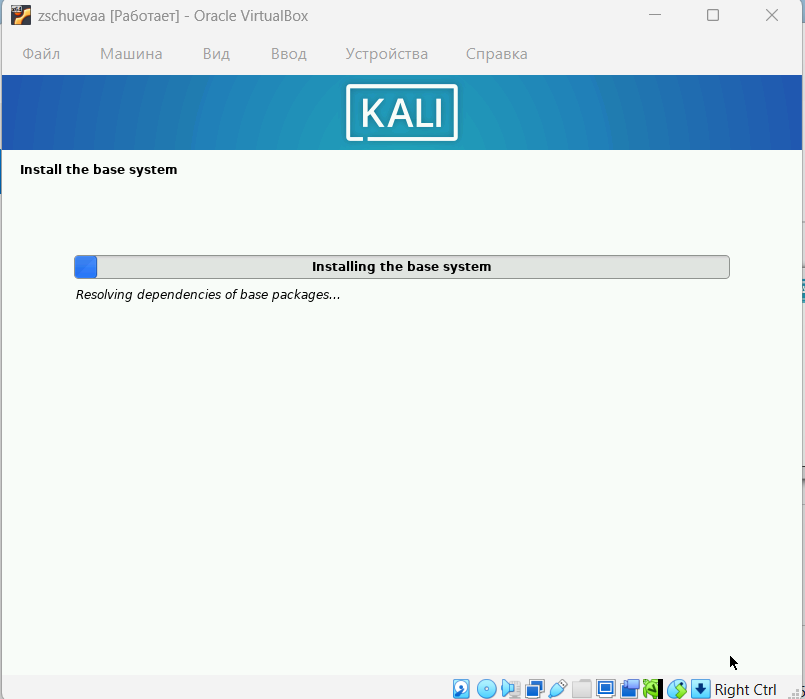 zschuevaa [Работает] - Oracle VirtualBox
Файл Машина Вид Ввод Устройства Справка
KALI
Install the base system
Installing the base system
Resolving dependencies of base packages...
Right Ctrl